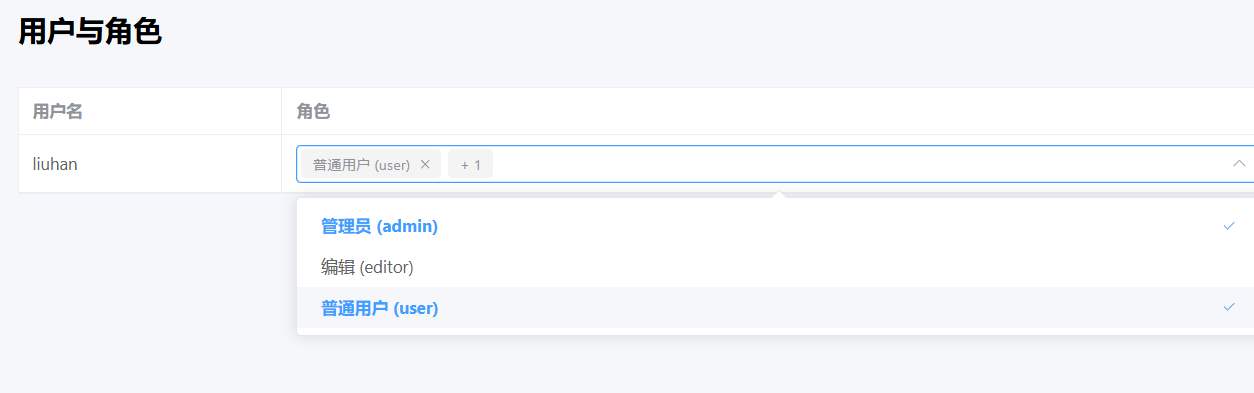 用户与角色
用户名 角色
liuhan 普通用户 (user) × + 1
管理员 (admin)
编辑 (editor)
普通用户 (user)